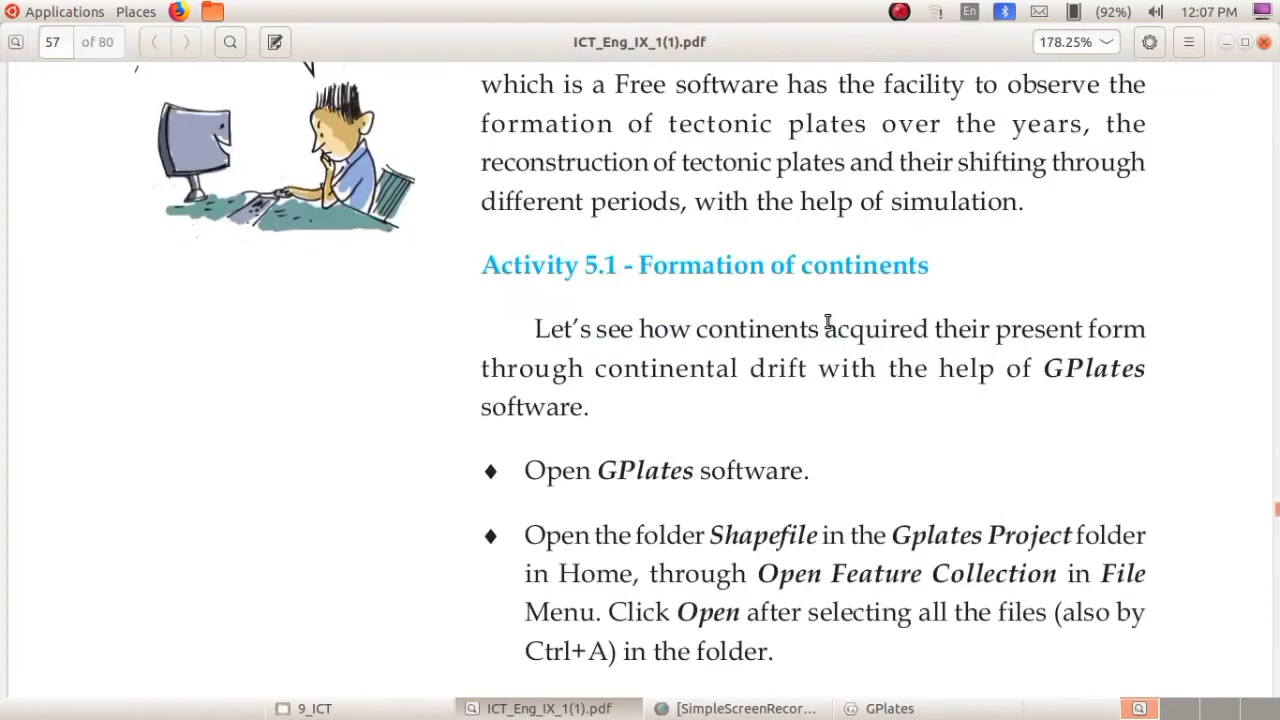 Applications Places En (92%) 12:07 PM
57 of 80 ICT_Eng_IX_1(1).pdf 178.25%
which is a Free software has the facility to observe the
formation of tectonic plates over the years, the
reconstruction of tectonic plates and their shifting through
different periods, with the help of simulation.
Activity 5.1 - Formation of continents
Let's see how continents acquired their present form
through continental drift with the help of GPlates
software.
♦ Open GPlates software.
♦ Open the folder Shapefile in the Gplates Project folder
in Home, through Open Feature Collection in File
Menu. Click Open after selecting all the files (also by
Ctrl+A) in the folder.
9_ICT ICT_Eng_IX_1(1).pdf [SimpleScreenRecor... GPlates